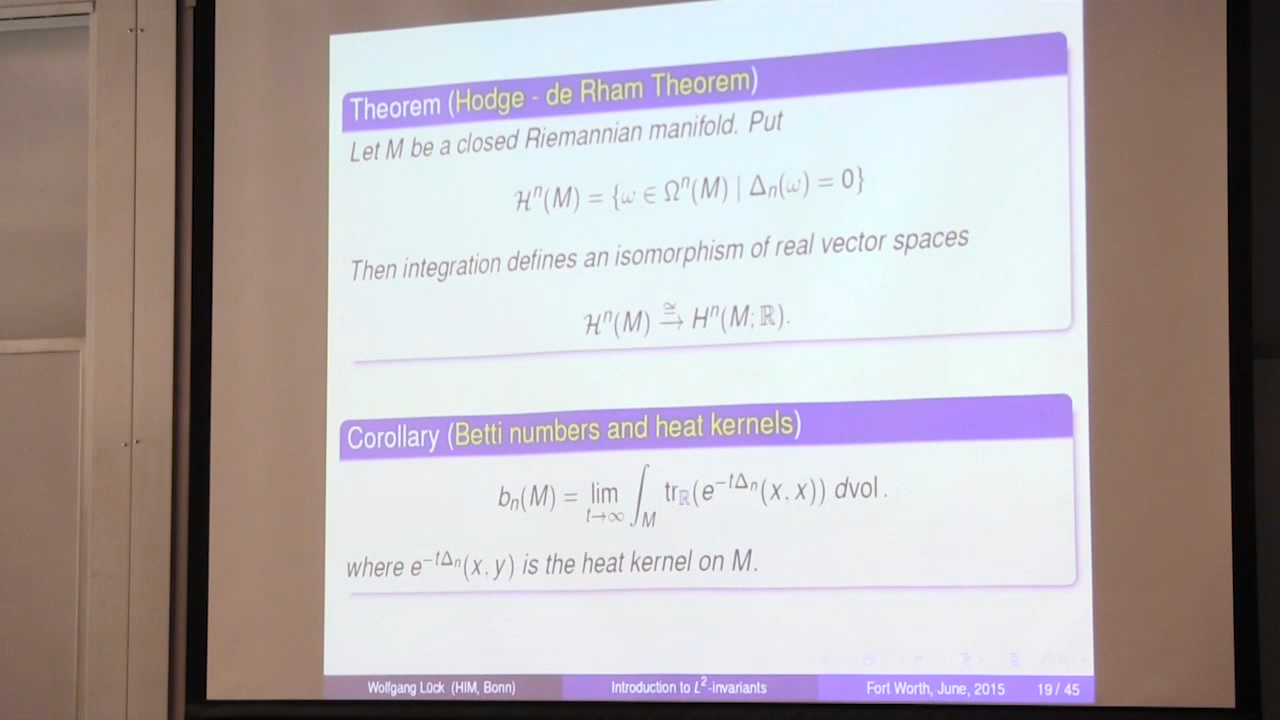 Theorem (Hodge - de Rham Theorem)
Let M be a closed Riemannian manifold. Put
ℋⁿ(M) = {ω ∈ Ωⁿ(M) | Δₙ(ω) = 0}
Then integration defines an isomorphism of real vector spaces
ℋⁿ(M) ≅→ Hⁿ(M; ℝ).
Corollary (Betti numbers and heat kernels)
bₙ(M) = lim_{t→∞} ∫_M tr_ℝ(e^{-tΔₙ}(x, x)) dvol.
where e^{-tΔₙ}(x, y) is the heat kernel on M.
Wolfgang Lück (HIM, Bonn) Introduction to L²-invariants Fort Worth, June, 2015 19 / 45